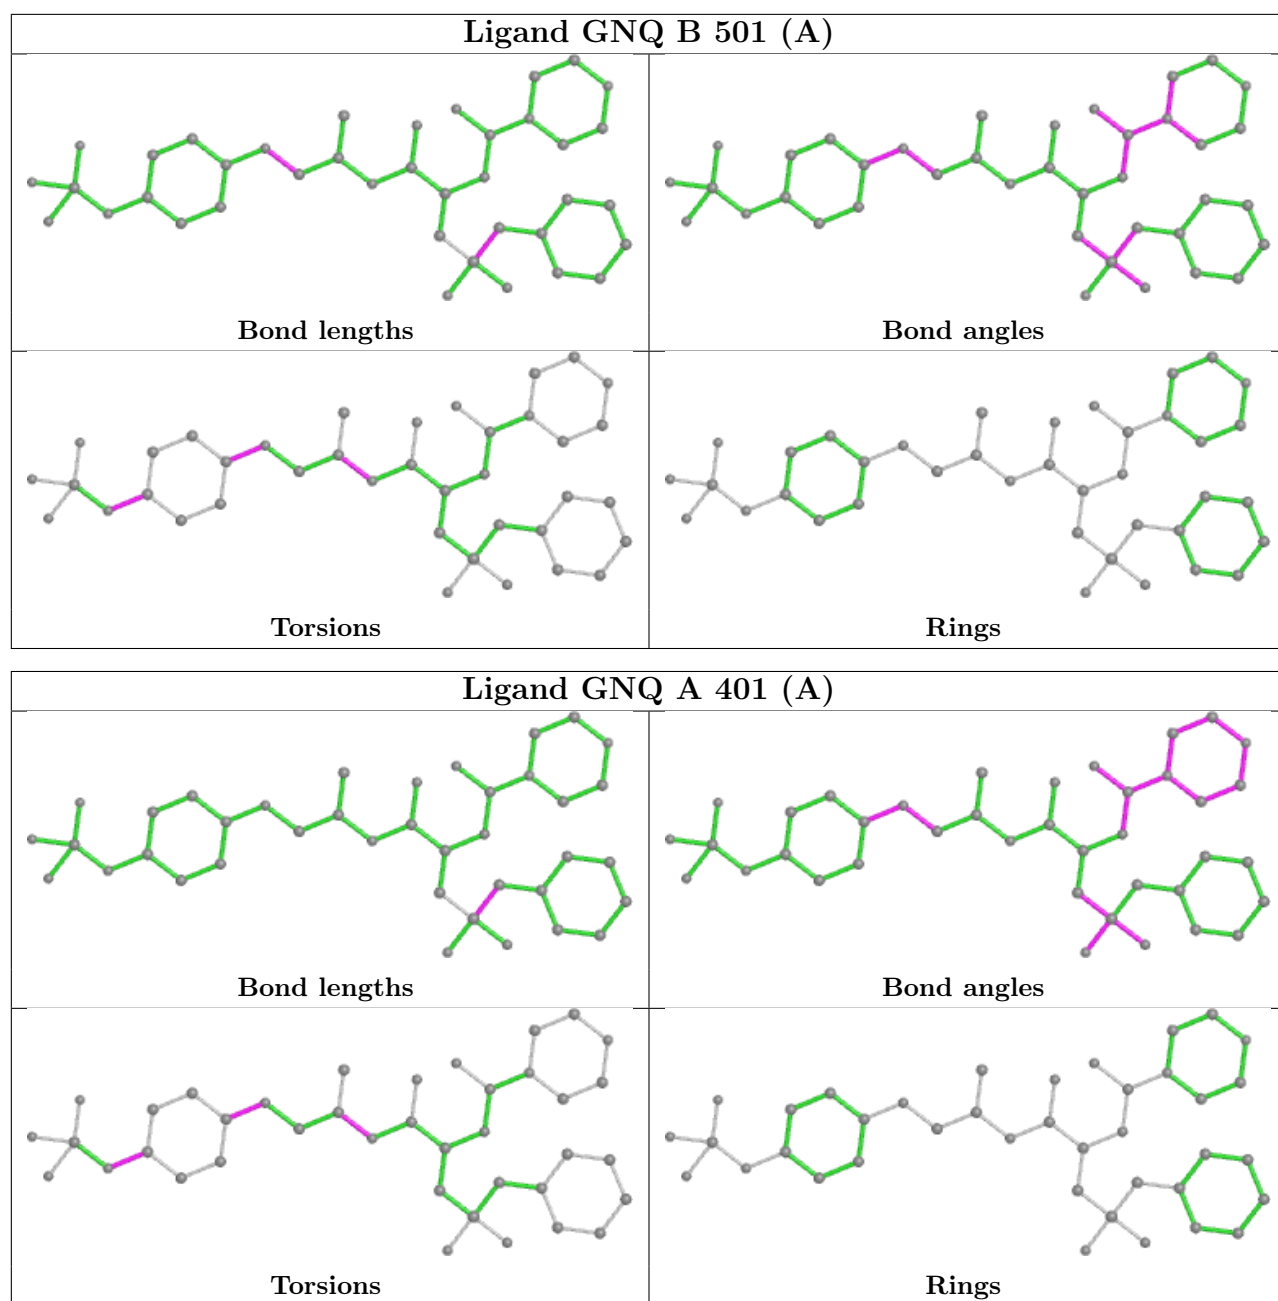 Ligand GNQ B 501 (A)
Bond lengths
Bond angles
Torsions
Rings
Ligand GNQ A 401 (A)
Bond lengths
Bond angles
Torsions
Rings